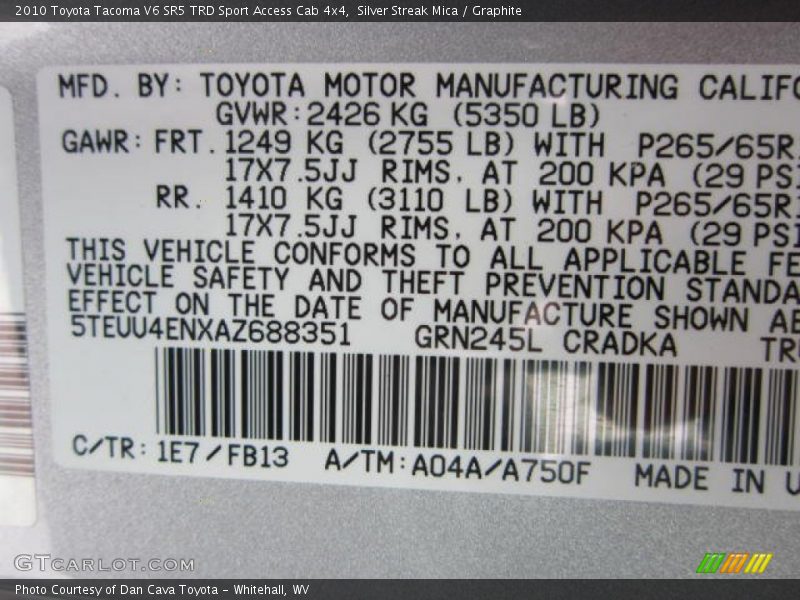 2010 Toyota Tacoma V6 SR5 TRD Sport Access Cab 4x4, Silver Streak Mica / Graphite
MFD. BY: TOYOTA MOTOR MANUFACTURING CALIFO
GVWR: 2426 KG (5350 LB)
GAWR: FRT. 1249 KG (2755 LB) WITH P265/65R
17X7.5JJ RIMS, AT 200 KPA (29 PSI
RR. 1410 KG (3110 LB) WITH P265/65R
17X7.5JJ RIMS, AT 200 KPA (29 PSI
THIS VEHICLE CONFORMS TO ALL APPLICABLE FE
VEHICLE SAFETY AND THEFT PREVENTION STANDA
EFFECT ON THE DATE OF MANUFACTURE SHOWN AB
5TEUU4ENXAZ688351 GRN245L CRADKA TRU
C/TR: 1E7/FB13 A/TM: A04A/A750F MADE IN U
GTCARLOT.COM
Photo Courtesy of Dan Cava Toyota - Whitehall, WV